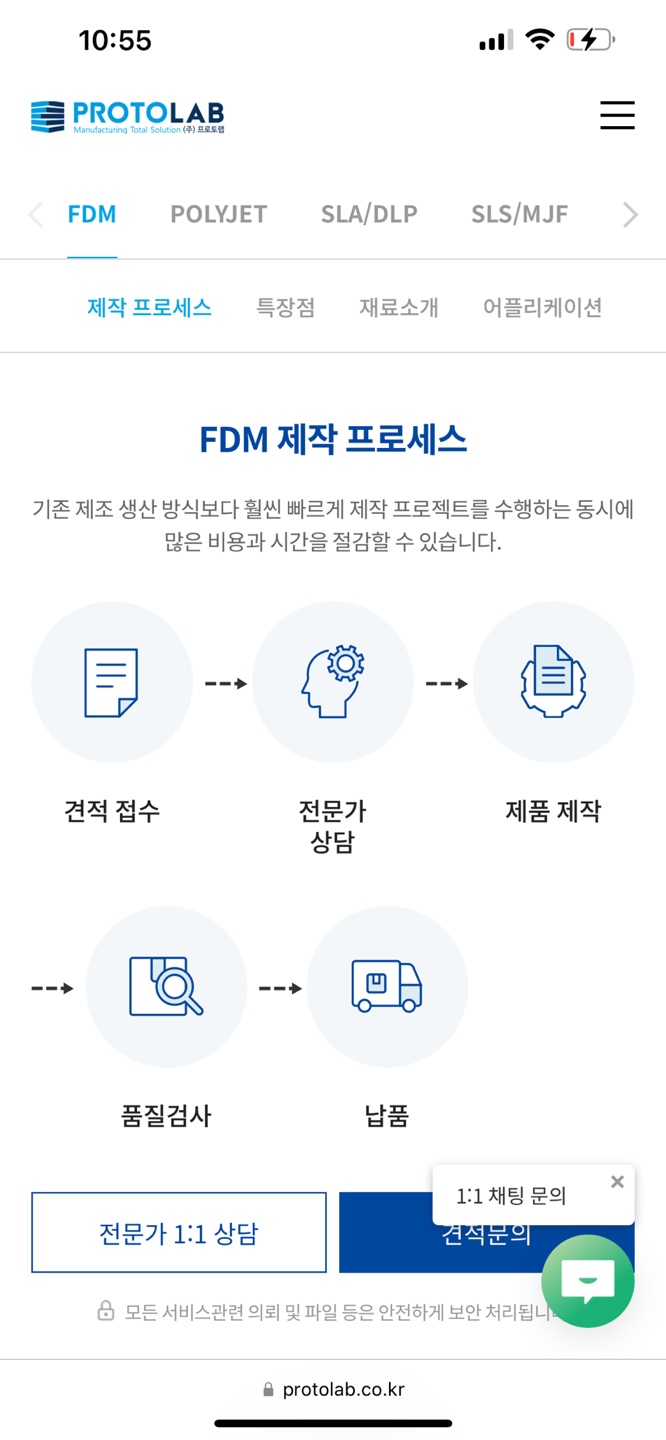 10:55
PROTOLAB
Manufacturing Total Solution (주) 프로토랩
FDM POLYJET SLA/DLP SLS/MJF
제작 프로세스 특장점 재료소개 어플리케이션
FDM 제작 프로세스
기존 제조 생산 방식보다 훨씬 빠르게 제작 프로젝트를 수행하는 동시에
많은 비용과 시간을 절감할 수 있습니다.
견적 접수 전문가 제품 제작
상담
품질검사 납품
1:1 채팅 문의
전문가 1:1 상담 견적문의
모든 서비스관련 의뢰 및 파일 등은 안전하게 보안 처리됩니
protolab.co.kr